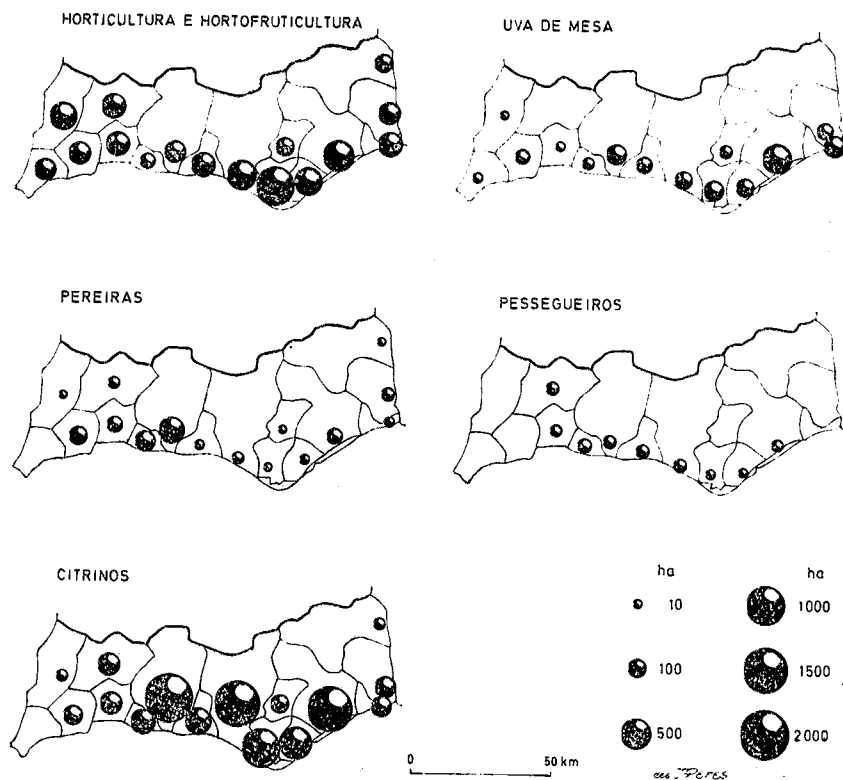 HORTICULTURA E HORTOFRUTICULTURA
UVA DE MESA
PEREIRAS
PESSEGUEIROS
CITRINOS
ha ha
10 1000
100 1500
500 2000
0 50 km